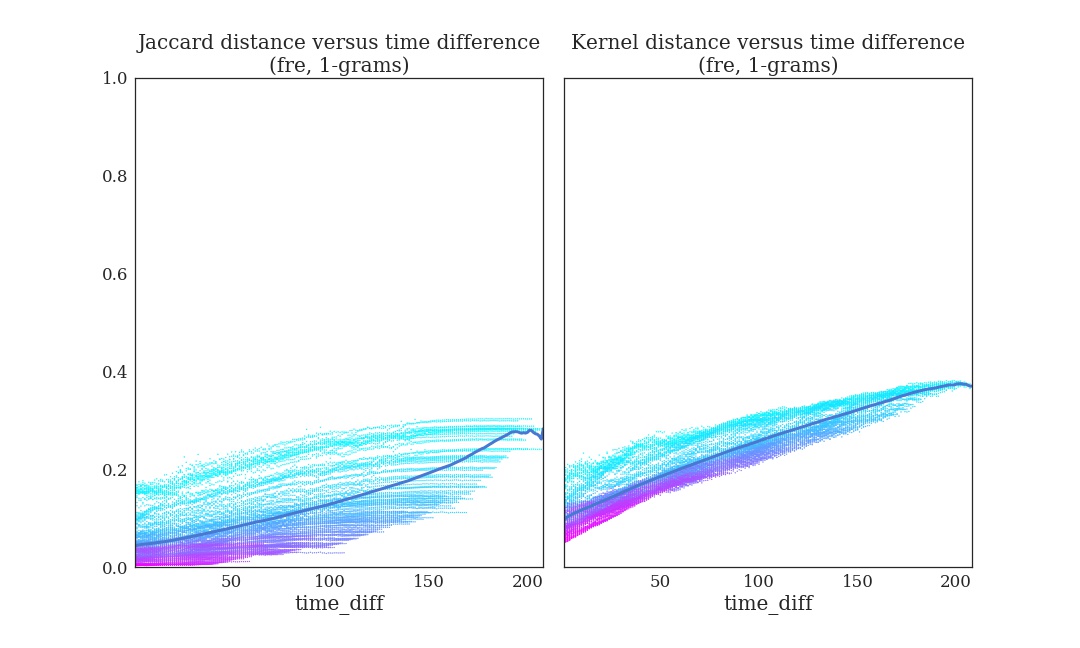 Jaccard distance versus time difference
(fre, 1-grams)
Kernel distance versus time difference
(fre, 1-grams)
1.0
0.8
0.6
0.4
0.2
0.0
50 100 150 200
50 100 150 200
time_diff
time_diff